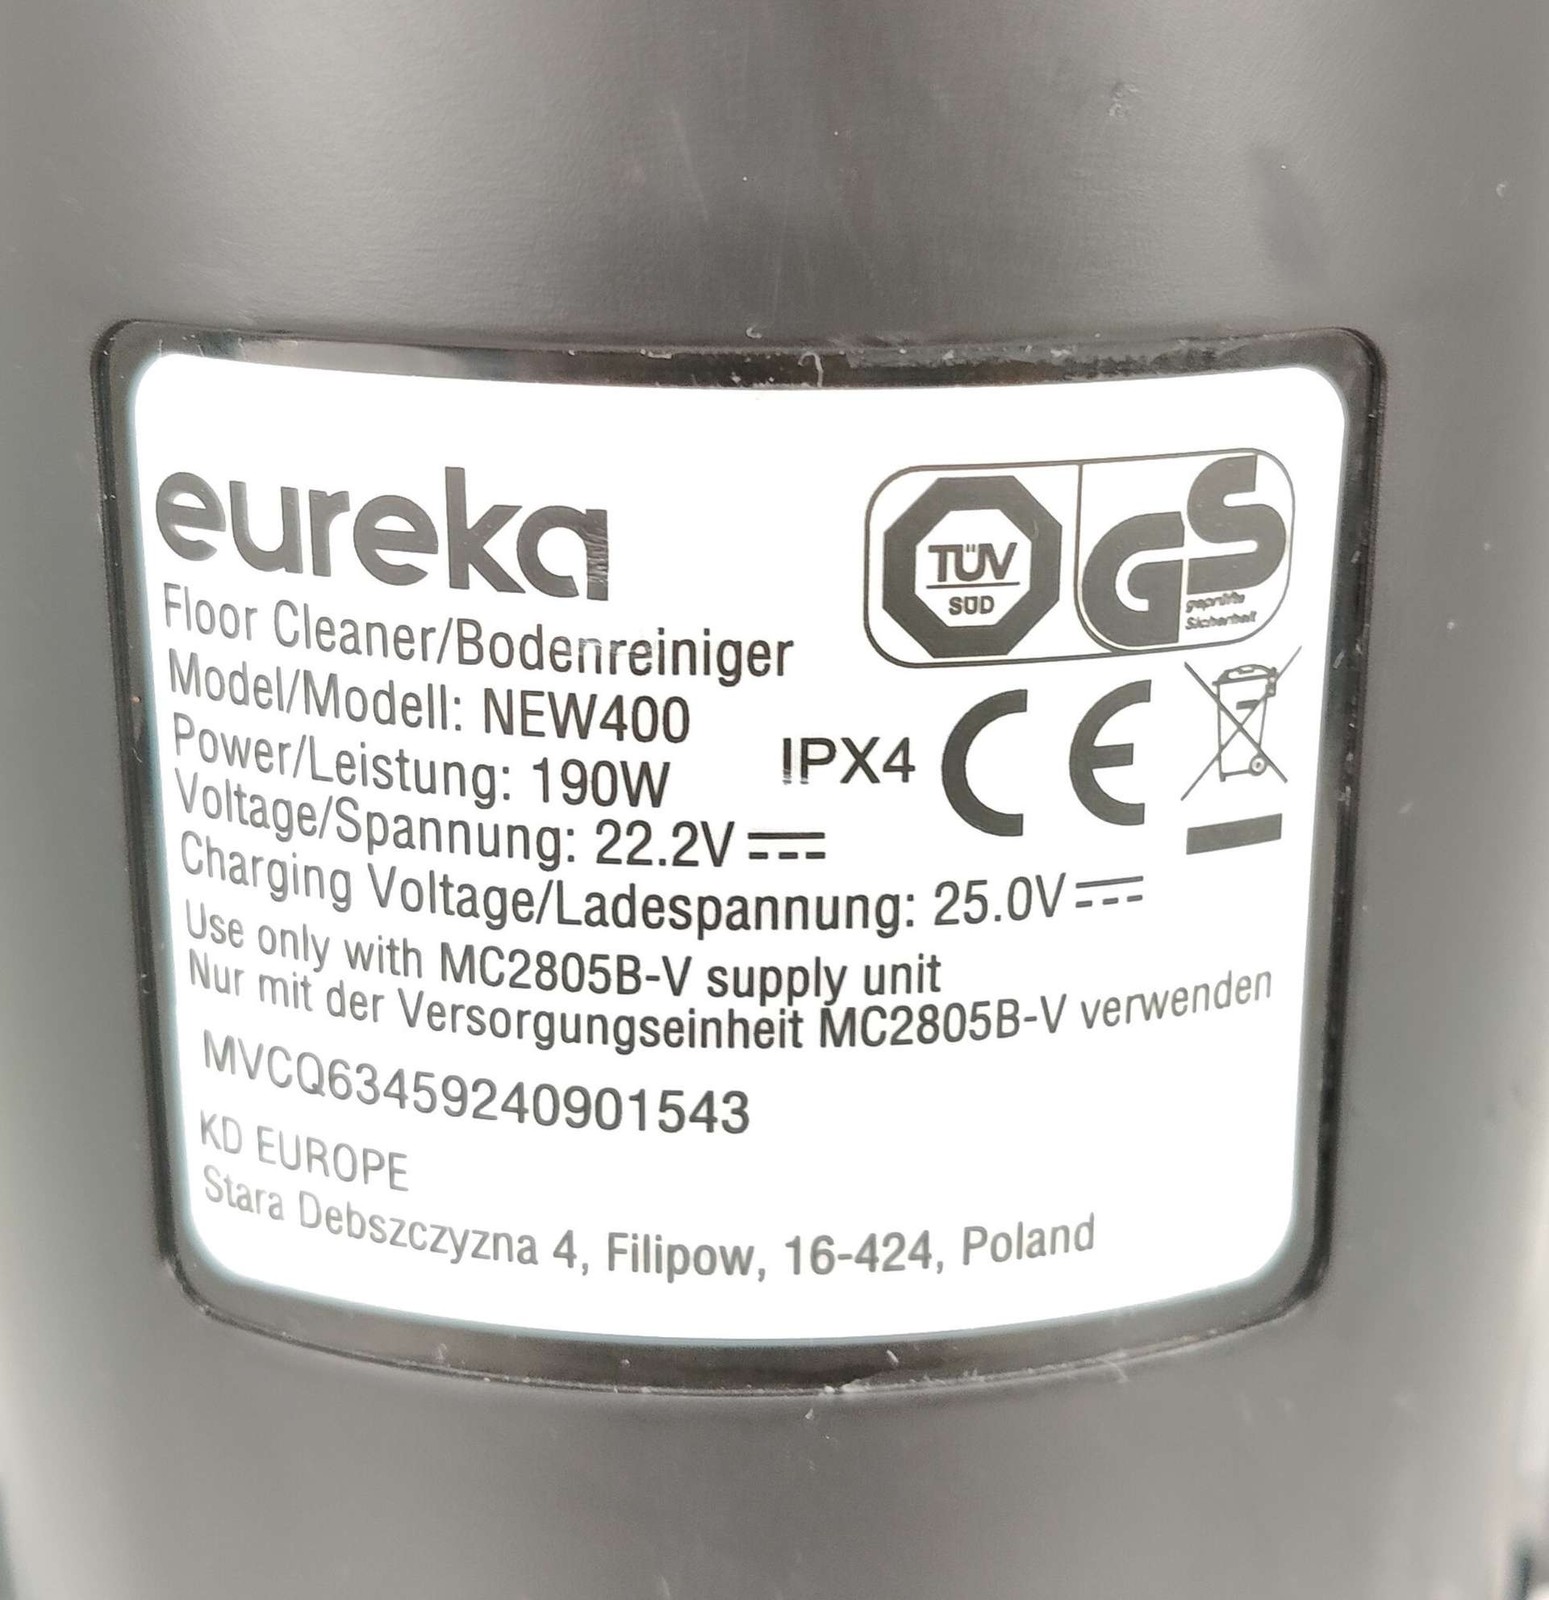 eureka
Floor Cleaner/Bodenreiniger
Model/Modell: NEW400
Power/Leistung: 190W
Voltage/Spannung: 22.2V
Charging Voltage/Ladespannung: 25.0V
Use only with MC2805B-V supply unit
Nur mit der Versorgungseinheit MC2805B-V verwenden
MVCQ63459240901543
KD EUROPE
Stara Debszczyzna 4, Filipow, 16-424, Poland
TÜV
SÜD
GS
geprüfte
Sicherheit
IPX4
CE